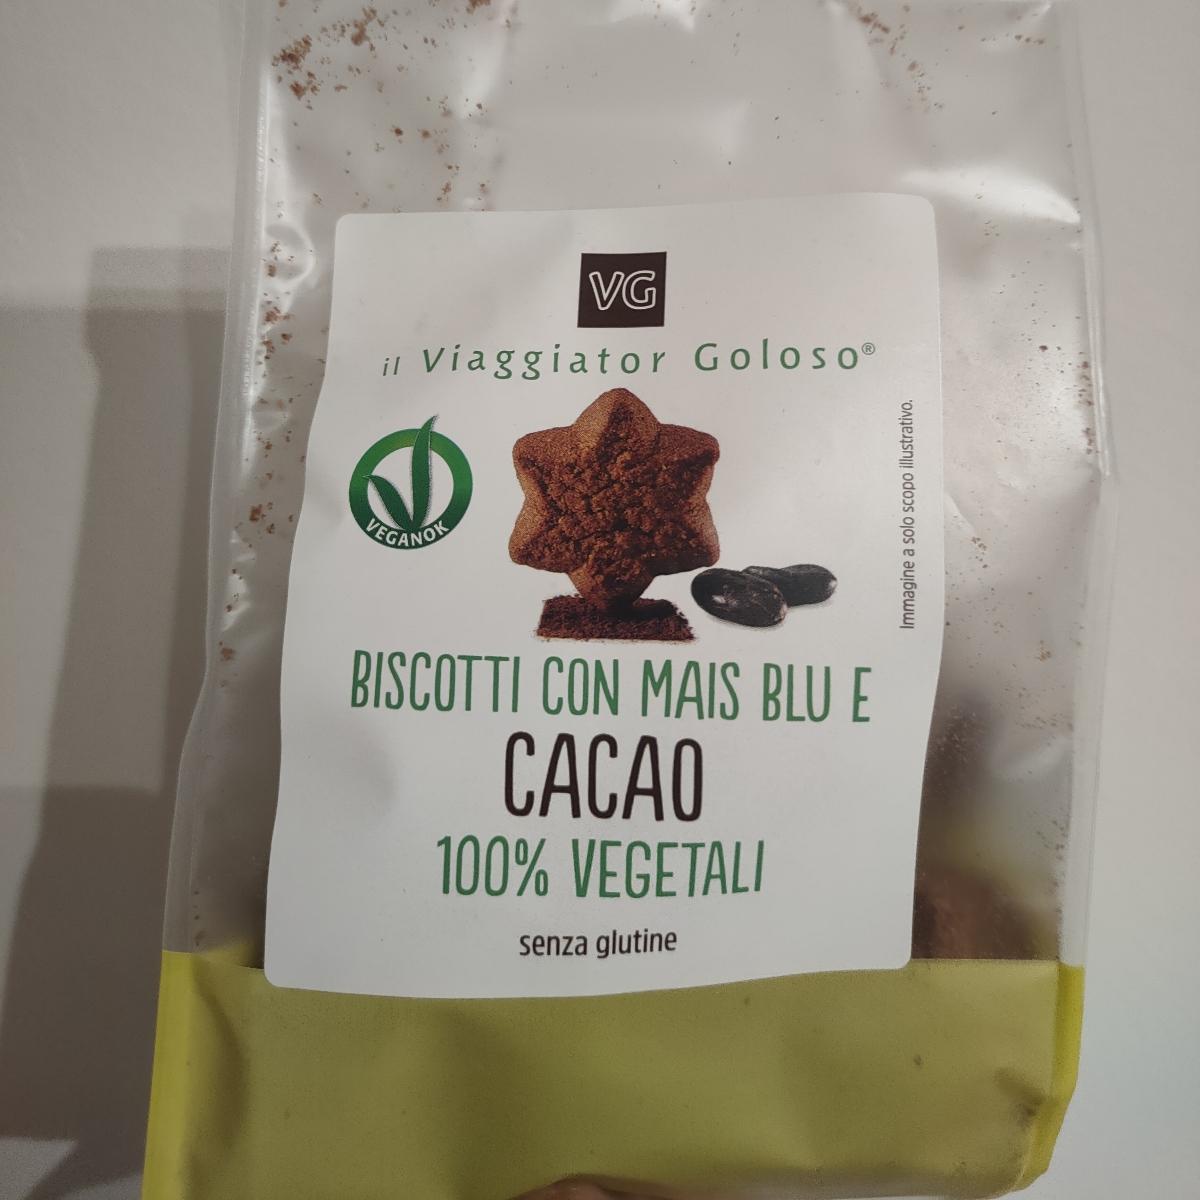 VG
il Viaggiator Goloso®
VEGANOK
Immagine a solo scopo illustrativo.
BISCOTTI CON MAIS BLU E
CACAO
100% VEGETALI
senza glutine